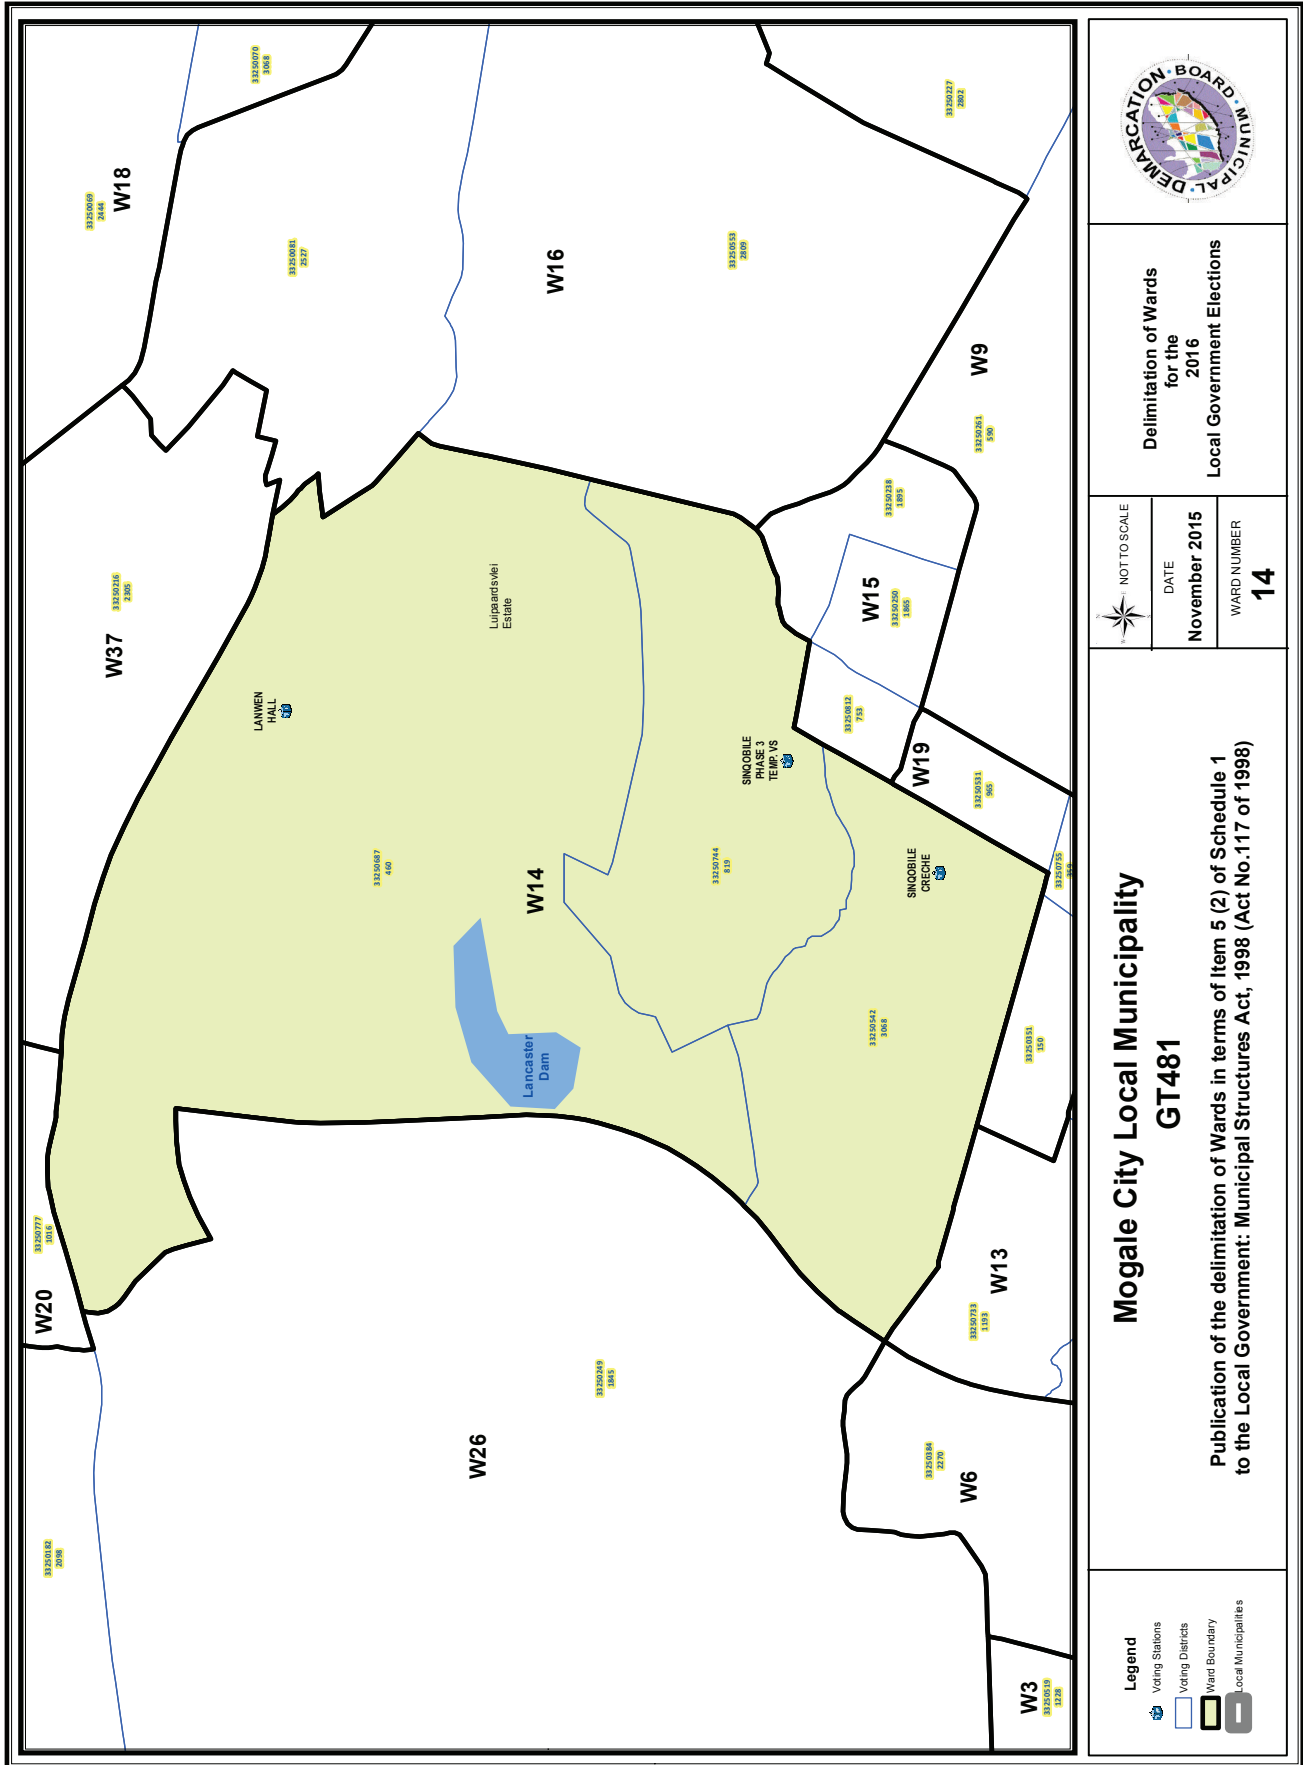 W20
33250777
1016
33250182
2098
W37
33250216
2305
W18
33250069
2444
33250070
3068
33250081
2527
LANWEN
HALL
33250687
460
W14
Luipaardsvlei
Estate
Lancaster
Dam
W16
33250553
2809
33250227
2802
W26
33250249
1845
SINQOBILE
PHASE 3
TEMP. VS
33250744
819
SINQOBILE
CRECHE
33250542
3068
W15
33250250
1865
33250238
1895
33250812
753
W19
33250531
965
W9
33250261
590
33250755
33250351
150
W13
33250733
1193
W6
33250384
2270
W3
33250519
1228
Legend
Voting Stations
Voting Districts
Ward Boundary
Local Municipalities
Mogale City Local Municipality
GT481
Publication of the delimitation of Wards in terms of Item 5 (2) of Schedule 1
to the Local Government: Municipal Structures Act, 1998 (Act No.117 of 1998)
N
W
E
S
NOT TO SCALE
DATE
November 2015
WARD NUMBER
14
Delimitation of Wards
for the
2016
Local Government Elections
MUNICIPAL • DEMARCATION • BOARD •